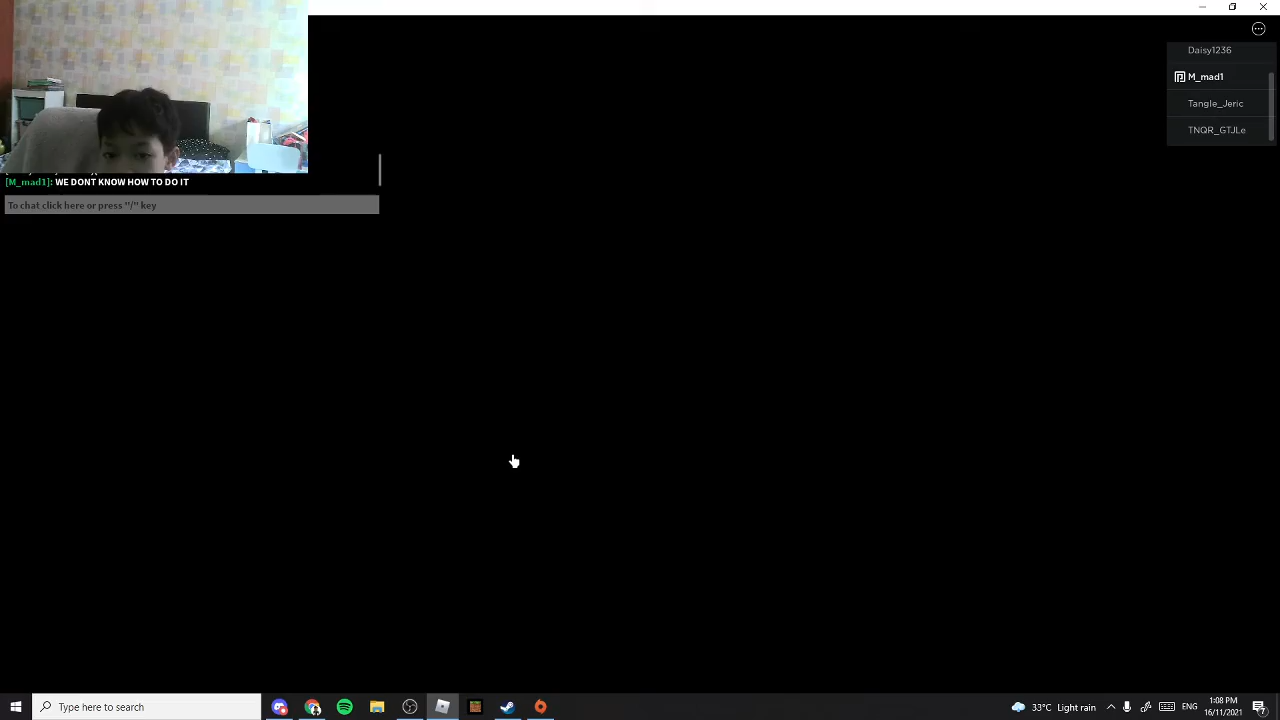 Daisy1236
M_mad1
Tangle_Jeric
TNQR_GTJLe
[M_mad1]: WE DONT KNOW HOW TO DO IT
To chat click here or press "/" key
Type here to search
33°C Light rain
ENG
1:08 PM
16/11/2021